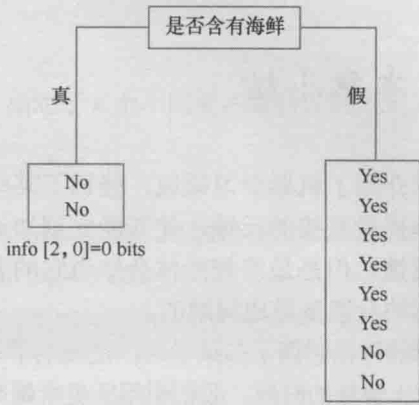 是否含有海鲜
真
假
No
No
info [2, 0]=0 bits
Yes
Yes
Yes
Yes
Yes
Yes
No
No